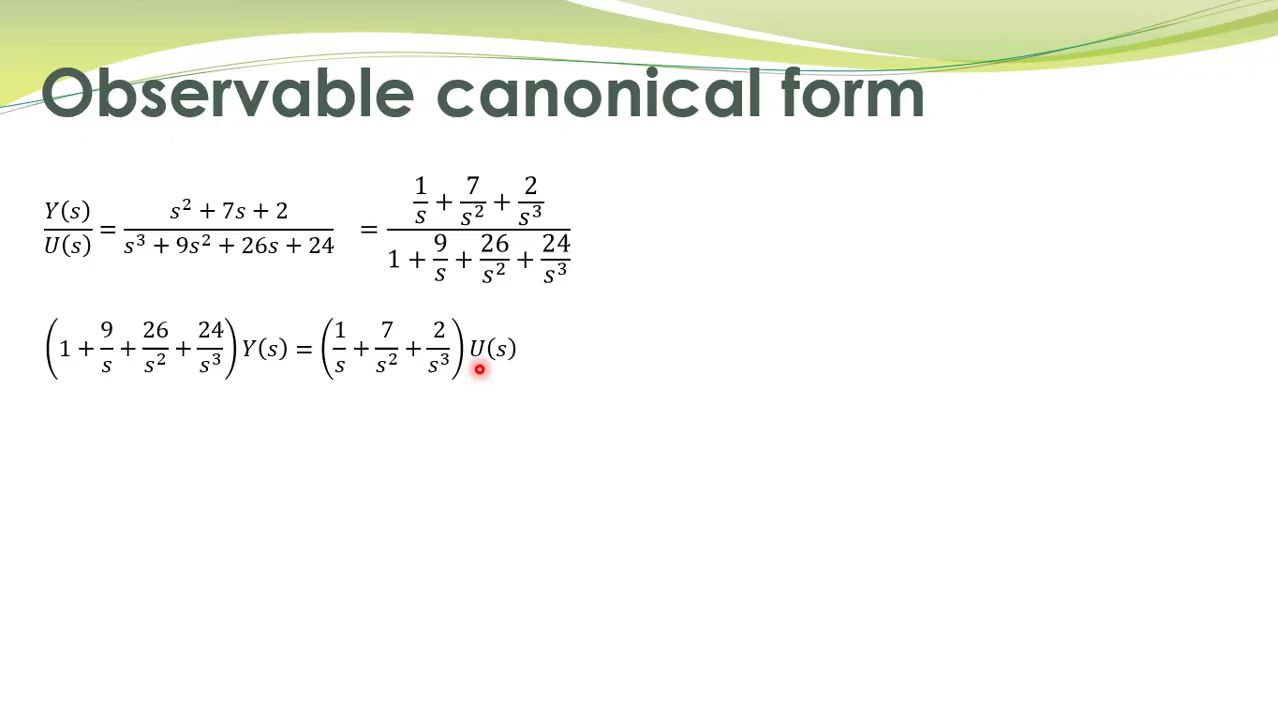 Observable canonical form
Y(s)/U(s) = (s² + 7s + 2)/(s³ + 9s² + 26s + 24) = (1/s + 7/s² + 2/s³)/(1 + 9/s + 26/s² + 24/s³)
(1 + 9/s + 26/s² + 24/s³) Y(s) = (1/s + 7/s² + 2/s³) U(s)